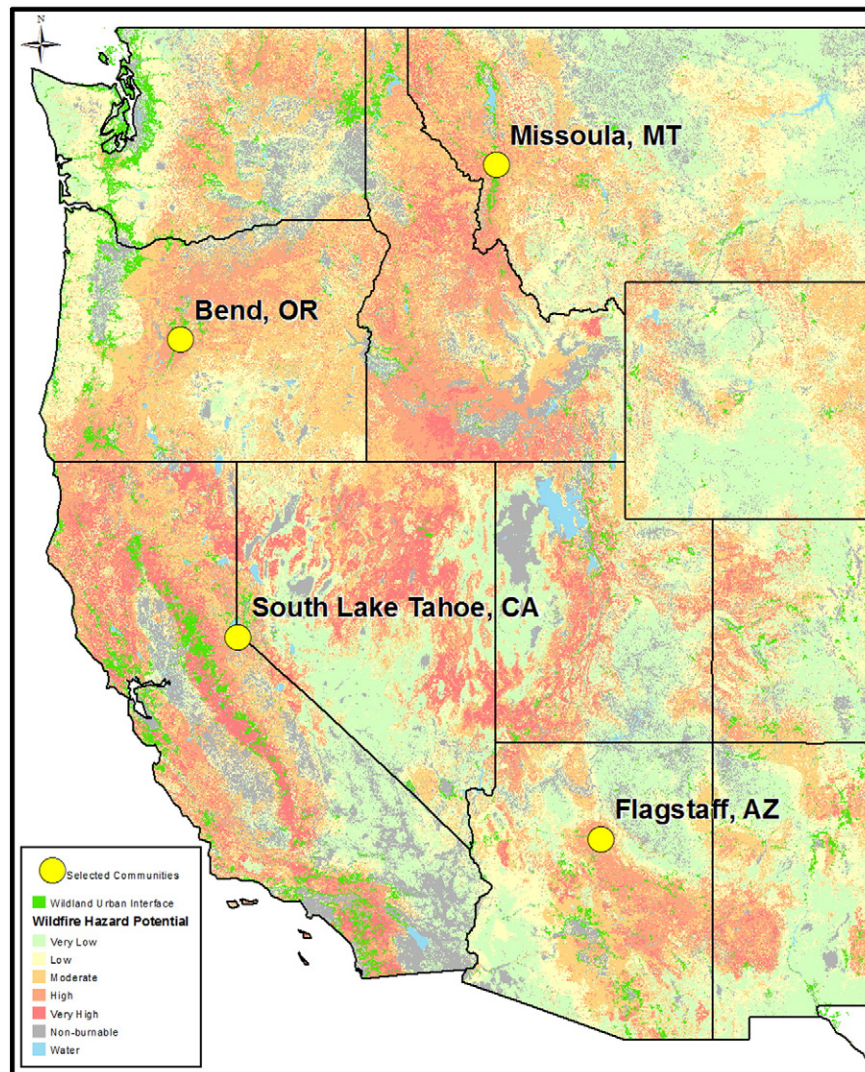 N
Missoula, MT
Bend, OR
South Lake Tahoe, CA
Flagstaff, AZ
Selected Communities
Wildland Urban Interface
Wildfire Hazard Potential
Very Low
Low
Moderate
High
Very High
Non-burnable
Water